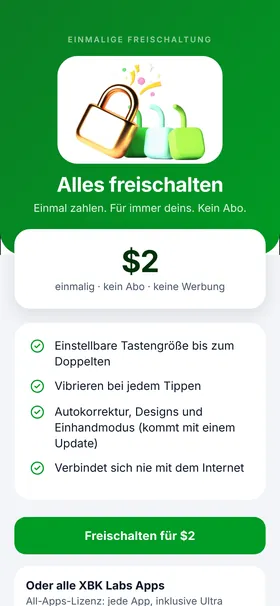 EINMALIGE FREISCHALTUNG
Alles freischalten
Einmal zahlen. Für immer deins. Kein Abo.
$2
einmalig · kein Abo · keine Werbung
Einstellbare Tastengröße bis zum
Doppelten
Vibrieren bei jedem Tippen
Autokorrektur, Designs und
Einhandmodus (kommt mit einem
Update)
Verbindet sich nie mit dem Internet
Freischalten für $2
Oder alle XBK Labs Apps
All-Apps-Lizenz: jede App, inklusive Ultra